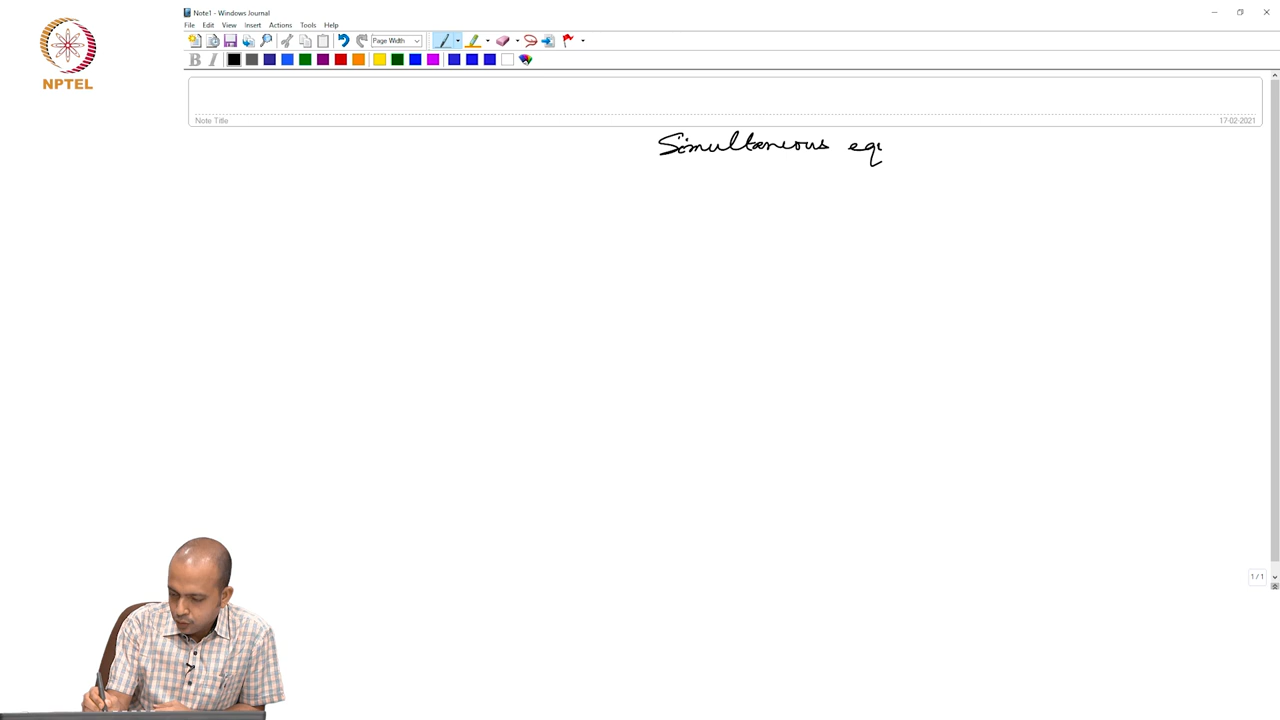 Note1 - Windows Journal
File Edit View Insert Actions Tools Help
Page Width
B I
NPTEL
Note Title
17-02-2021
Simultaneous equ
1 / 1